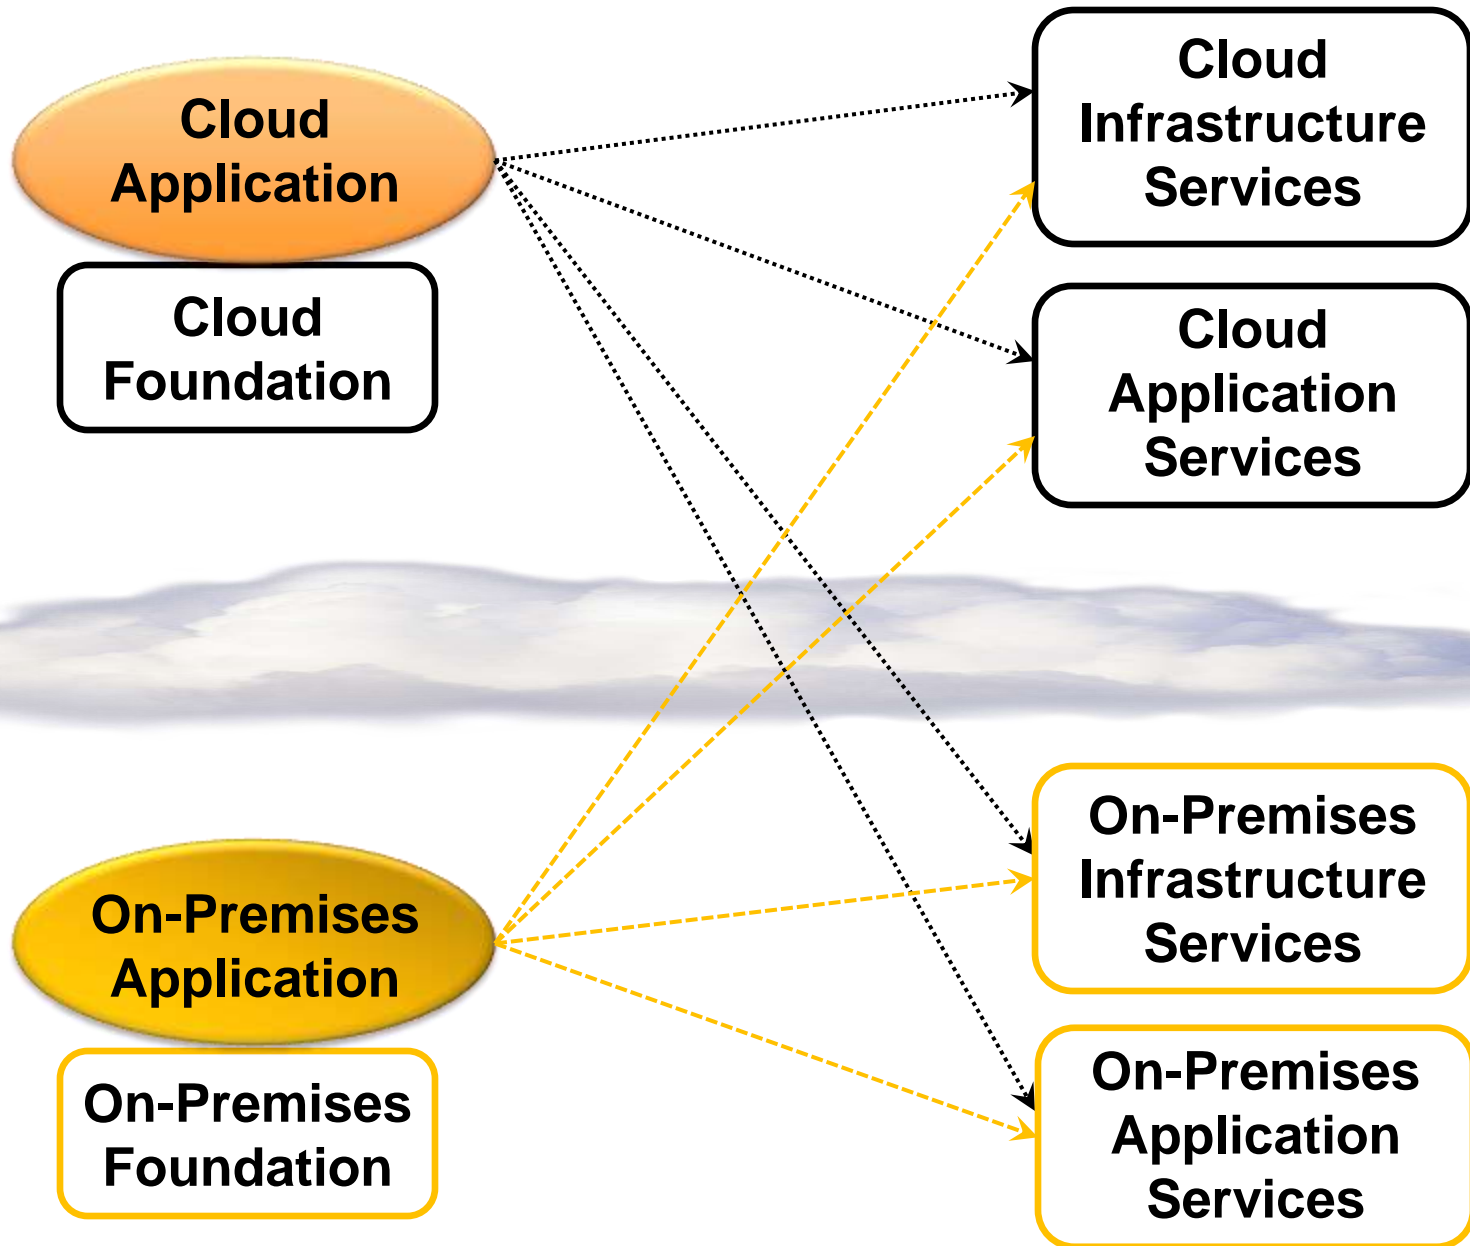 Cloud
Application
Cloud
Foundation
Cloud
Infrastructure
Services
Cloud
Application
Services
On-Premises
Application
On-Premises
Foundation
On-Premises
Infrastructure
Services
On-Premises
Application
Services